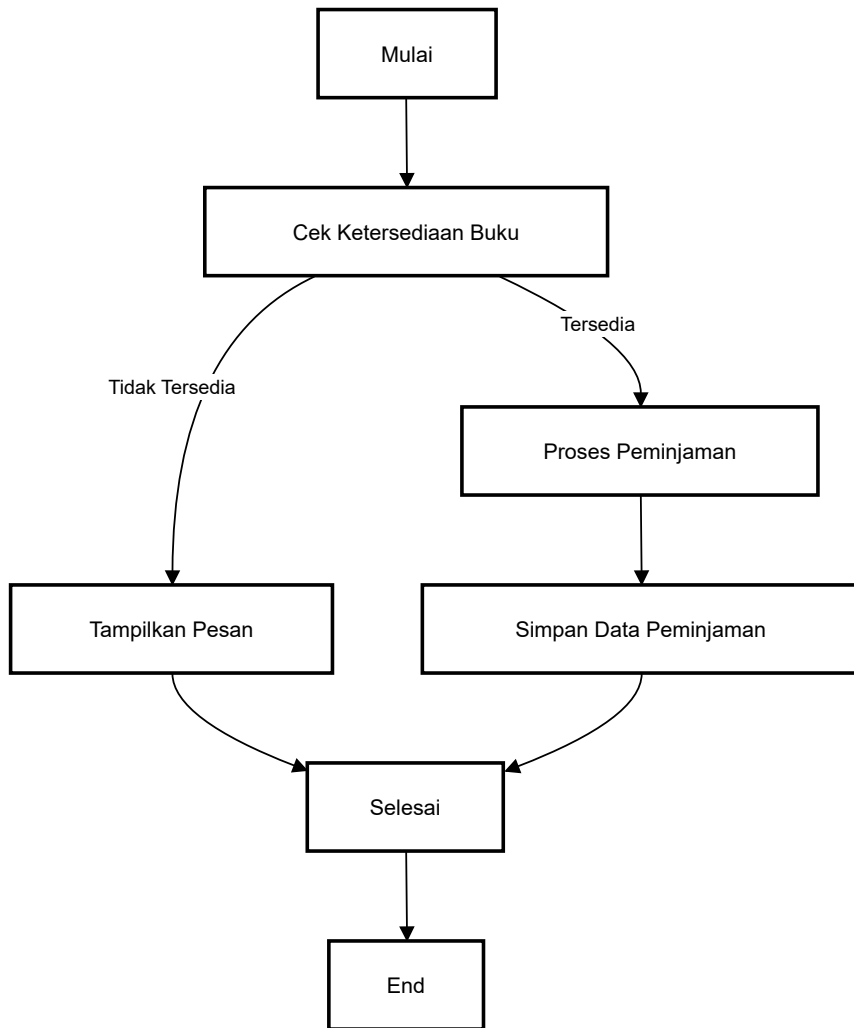 Mulai
Cek Ketersediaan Buku
Tersedia
Tidak Tersedia
Proses Peminjaman
Tampilkan Pesan
Simpan Data Peminjaman
Selesai
End